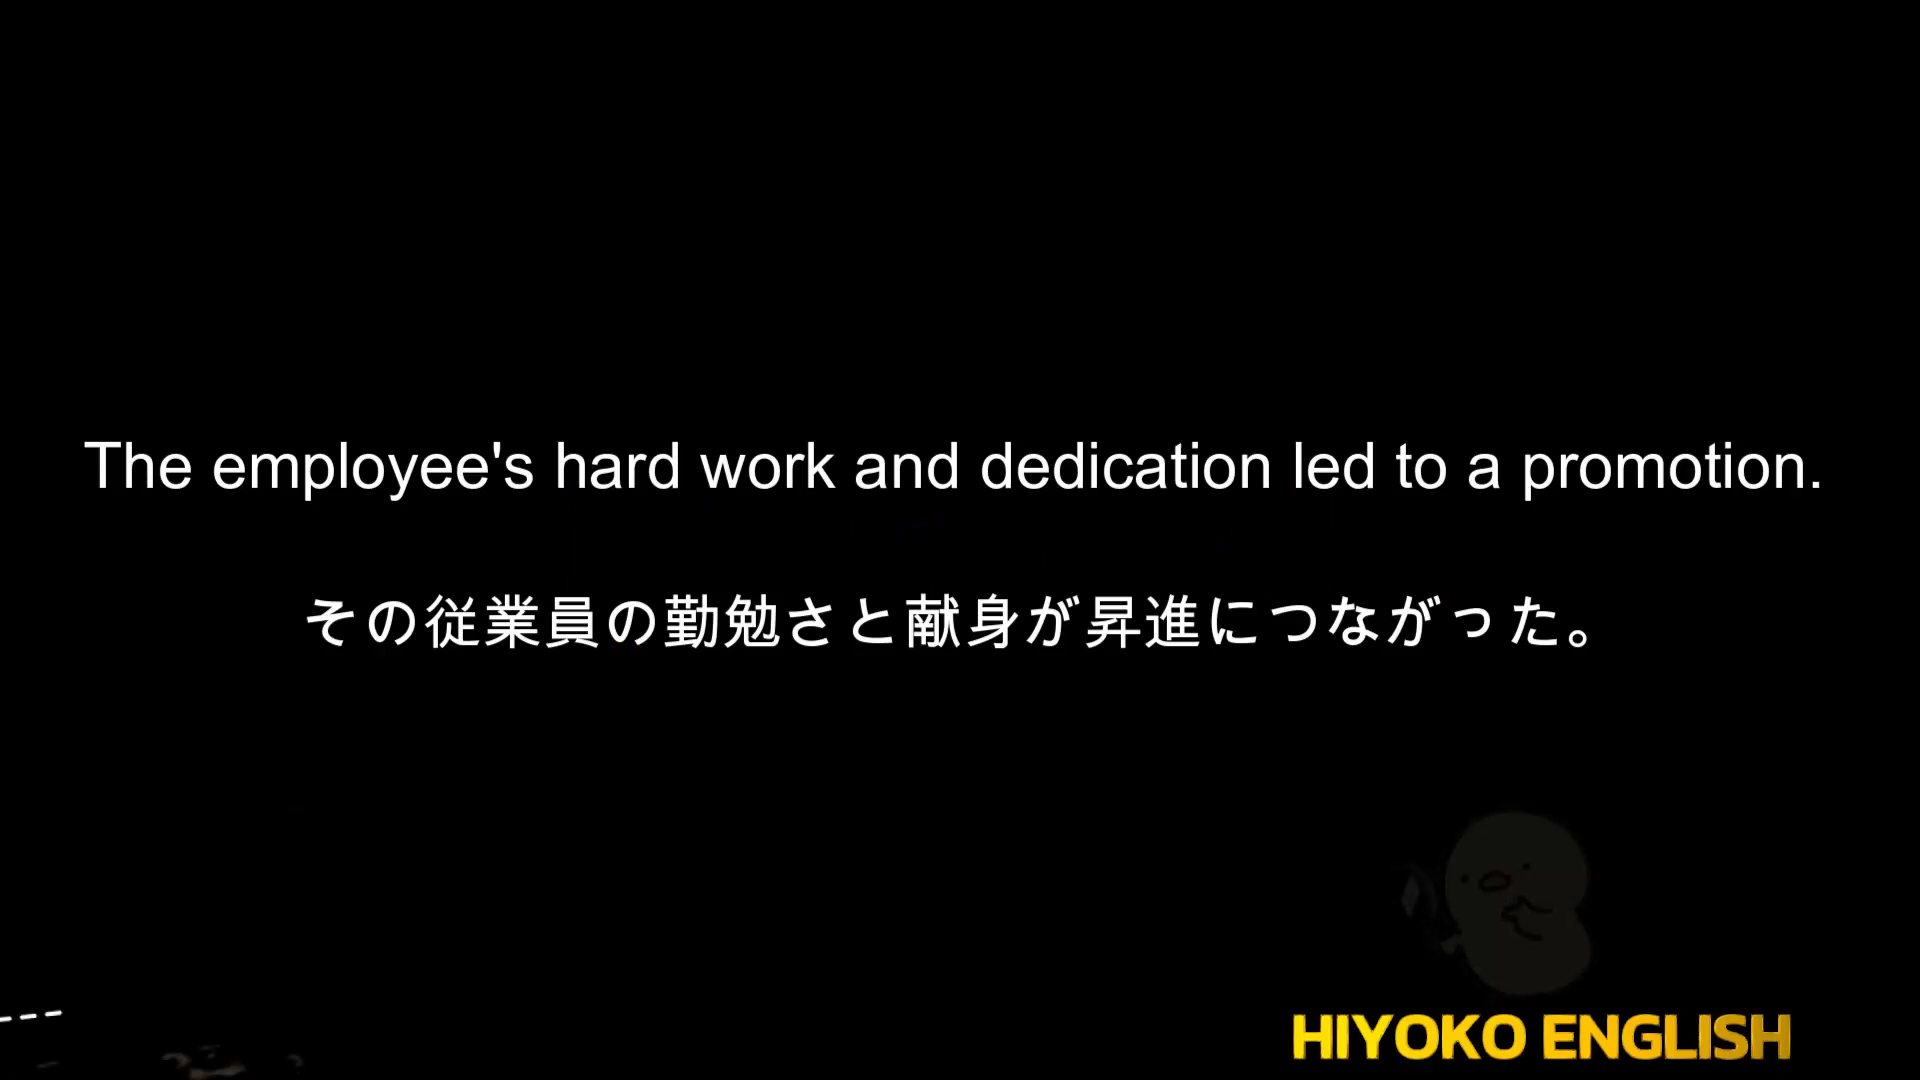 The employee's hard work and dedication led to a promotion.
その従業員の勤勉さと献身が昇進につながった。
HIYOKO ENGLISH